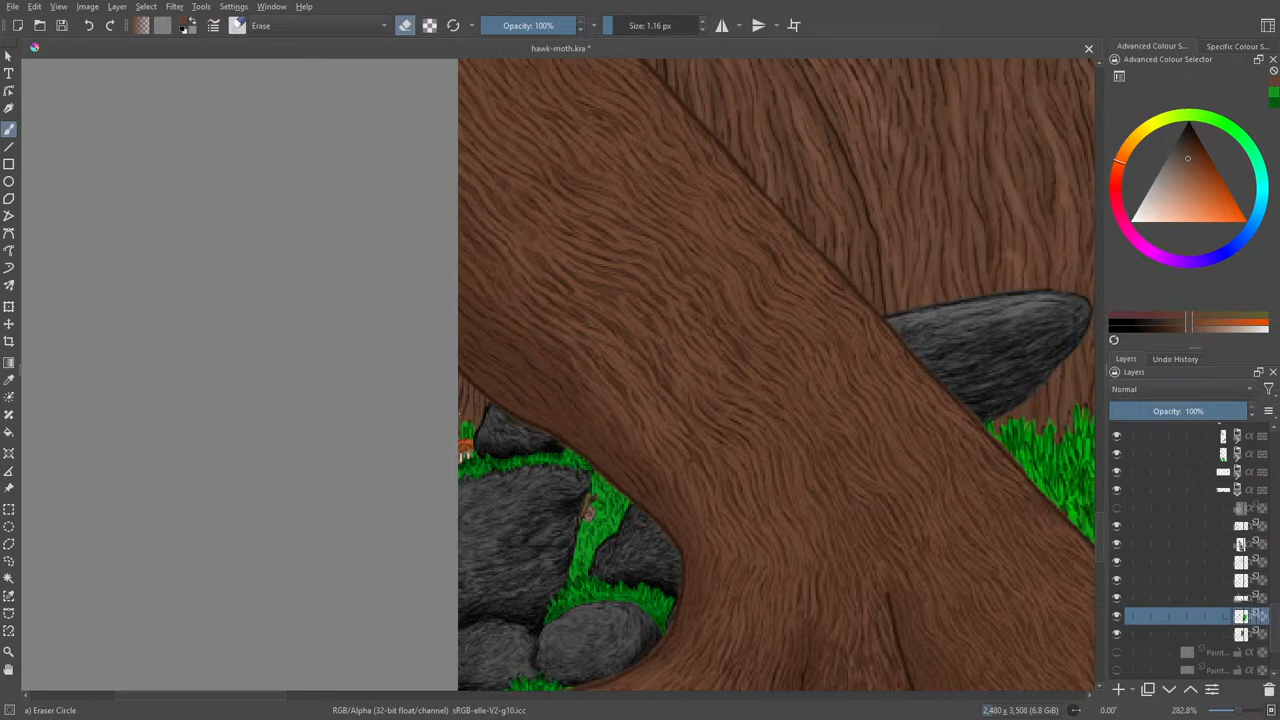 File Edit View Image Layer Select Filter Tools Settings Window Help
Erase Opacity: 100% Size: 1.16 px
hawk-moth.kra *
Advanced Colour S... Specific Colour S...
Advanced Colour Selector
Layers Undo History
Layers
Normal
Opacity: 100%
Paint...
Paint...
a) Eraser Circle RGB/Alpha (32-bit float/channel) sRGB-elle-V2-g10.icc 2,480 x 3,508 (6.8 GiB) 0.00° 282.8%